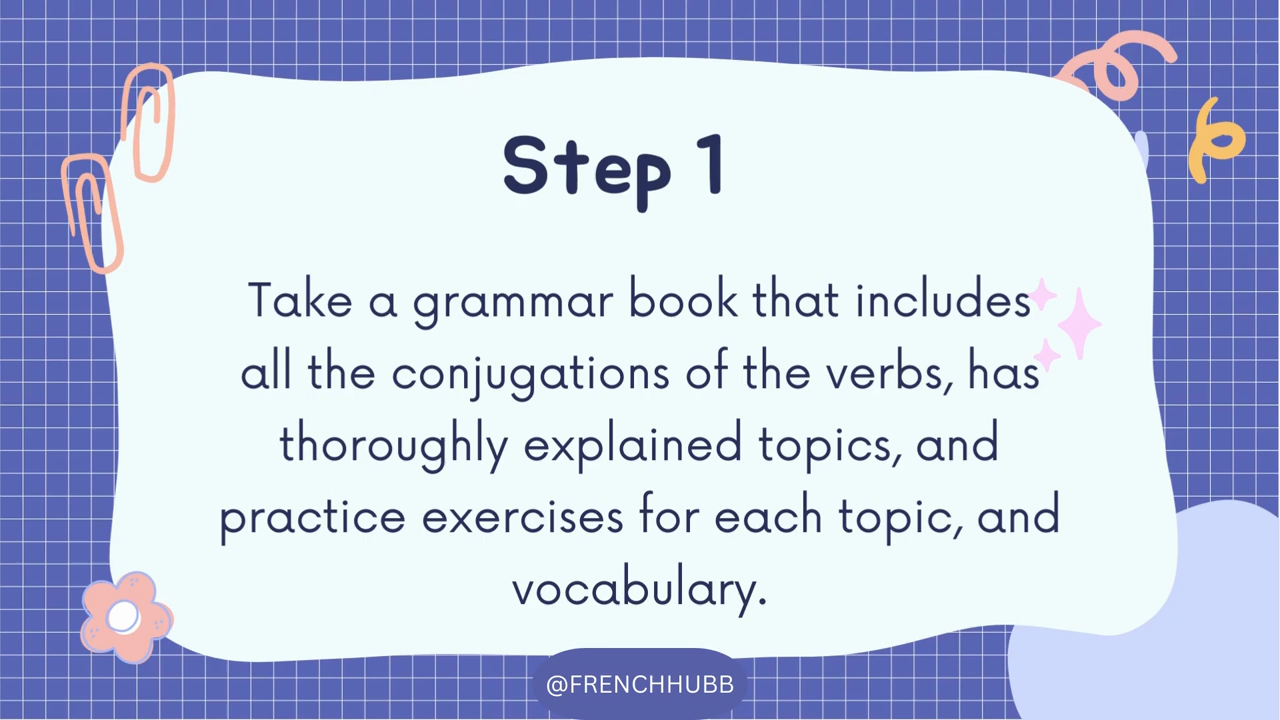 Step 1
Take a grammar book that includes
all the conjugations of the verbs, has
thoroughly explained topics, and
practice exercises for each topic, and
vocabulary.
@FRENCHHUBB